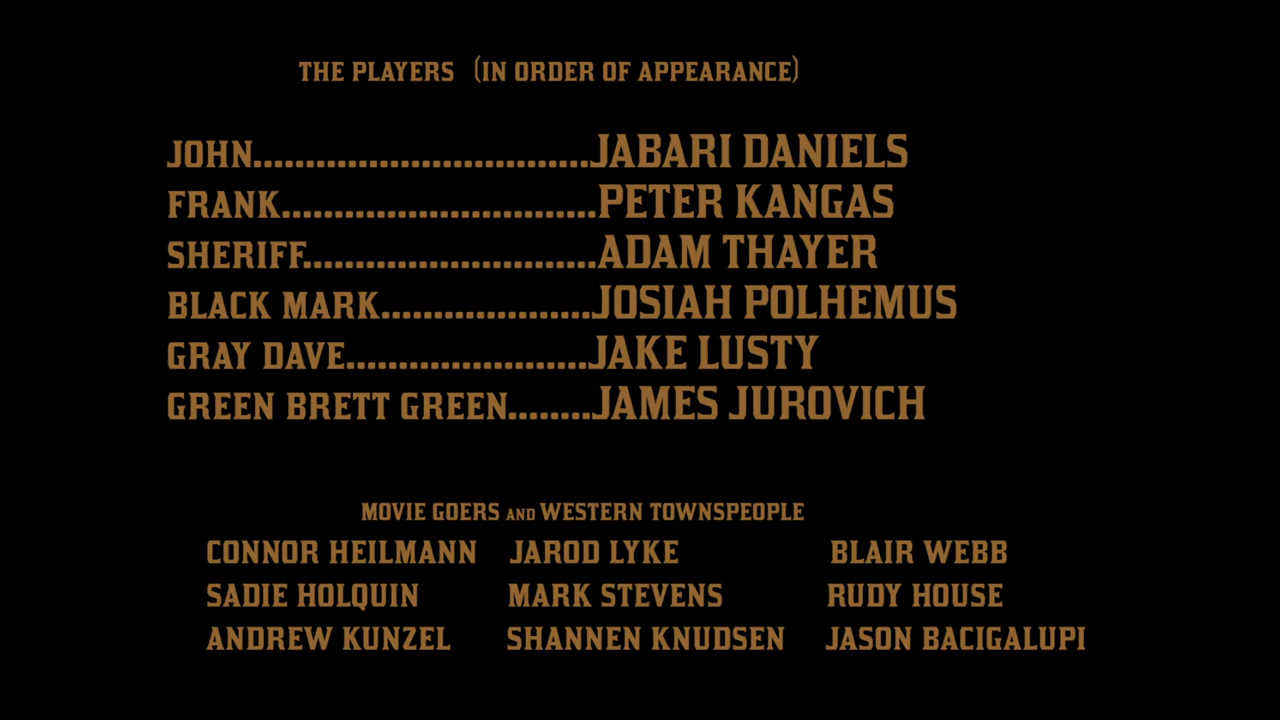 THE PLAYERS (IN ORDER OF APPEARANCE)
JOHN................................JABARI DANIELS
FRANK..............................PETER KANGAS
SHERIFF............................ADAM THAYER
BLACK MARK....................JOSIAH POLHEMUS
GRAY DAVE.......................JAKE LUSTY
GREEN BRETT GREEN........JAMES JUROVICH
MOVIE GOERS AND WESTERN TOWNSPEOPLE
CONNOR HEILMANN JAROD LYKE BLAIR WEBB
SADIE HOLQUIN MARK STEVENS RUDY HOUSE
ANDREW KUNZEL SHANNEN KNUDSEN JASON BACIGALUPI